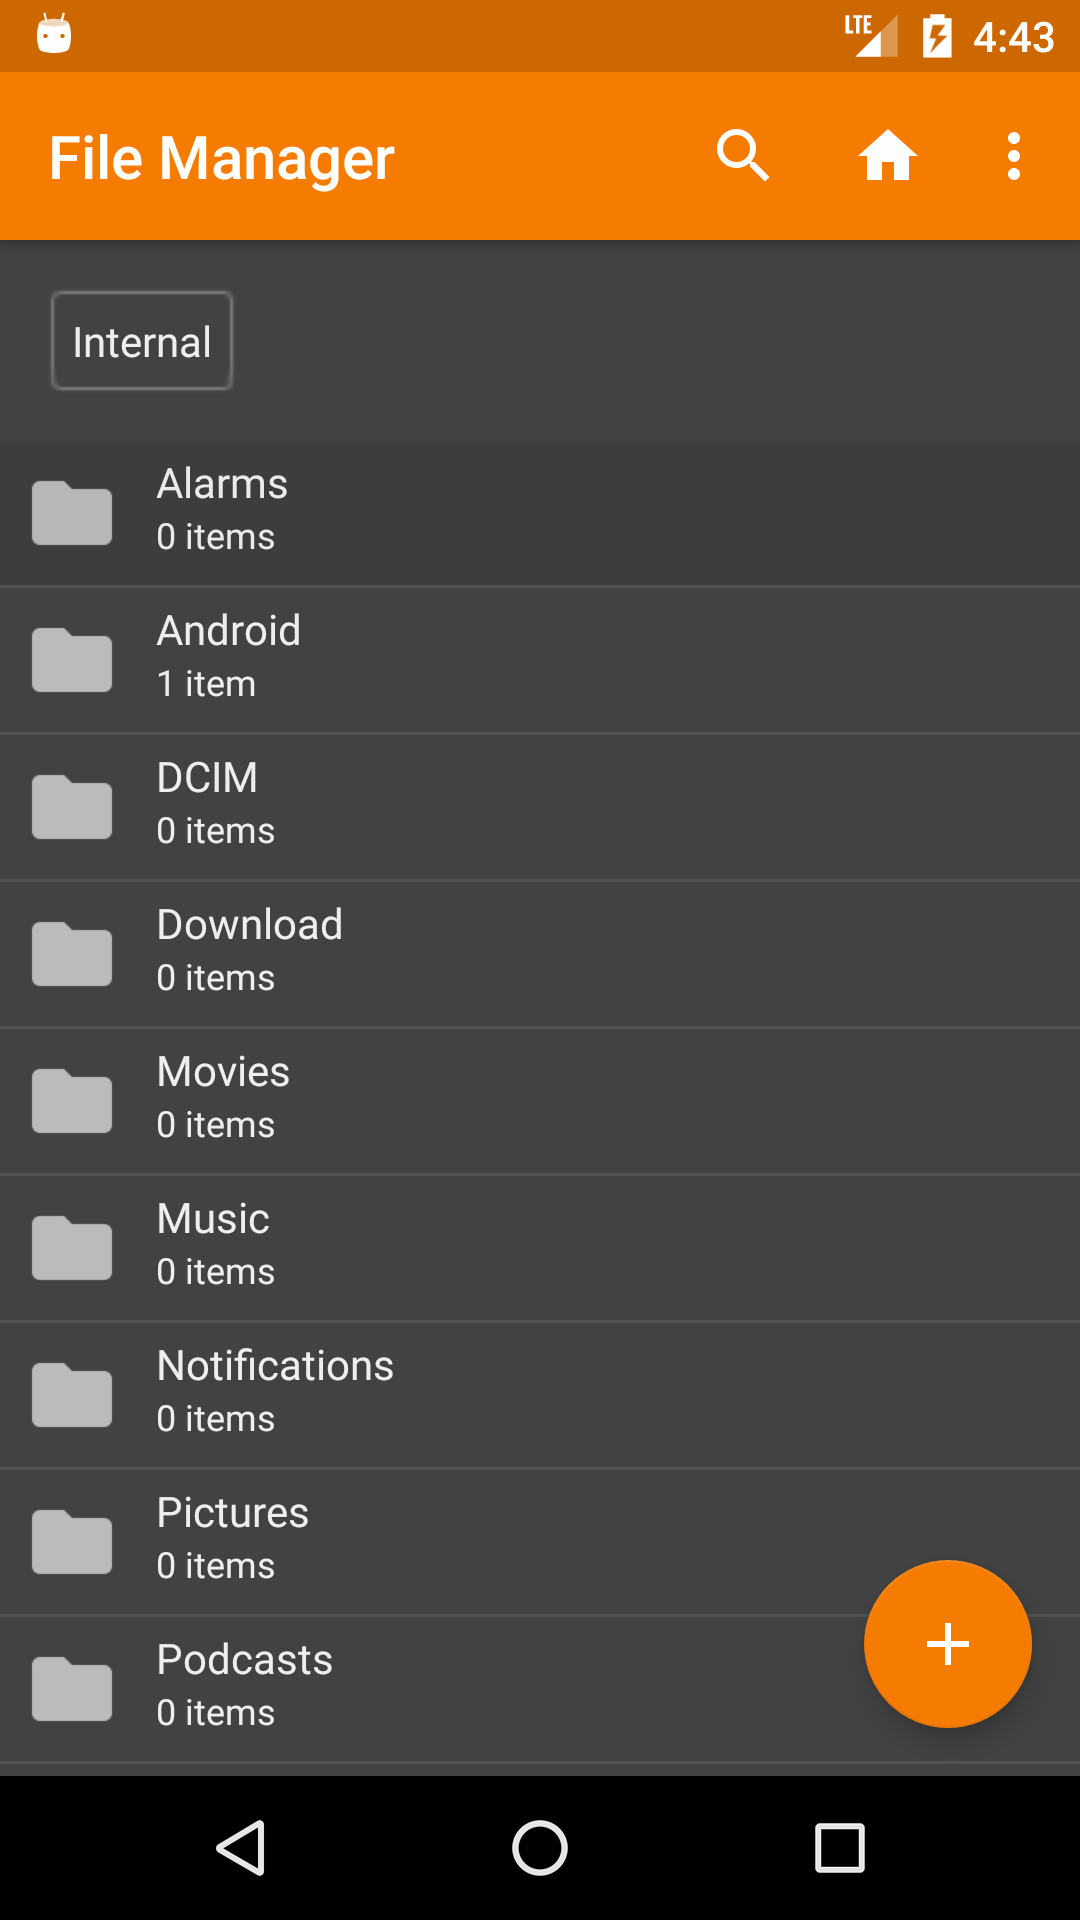 LTE 4:43
File Manager
Internal
Alarms
0 items
Android
1 item
DCIM
0 items
Download
0 items
Movies
0 items
Music
0 items
Notifications
0 items
Pictures
0 items
Podcasts
0 items